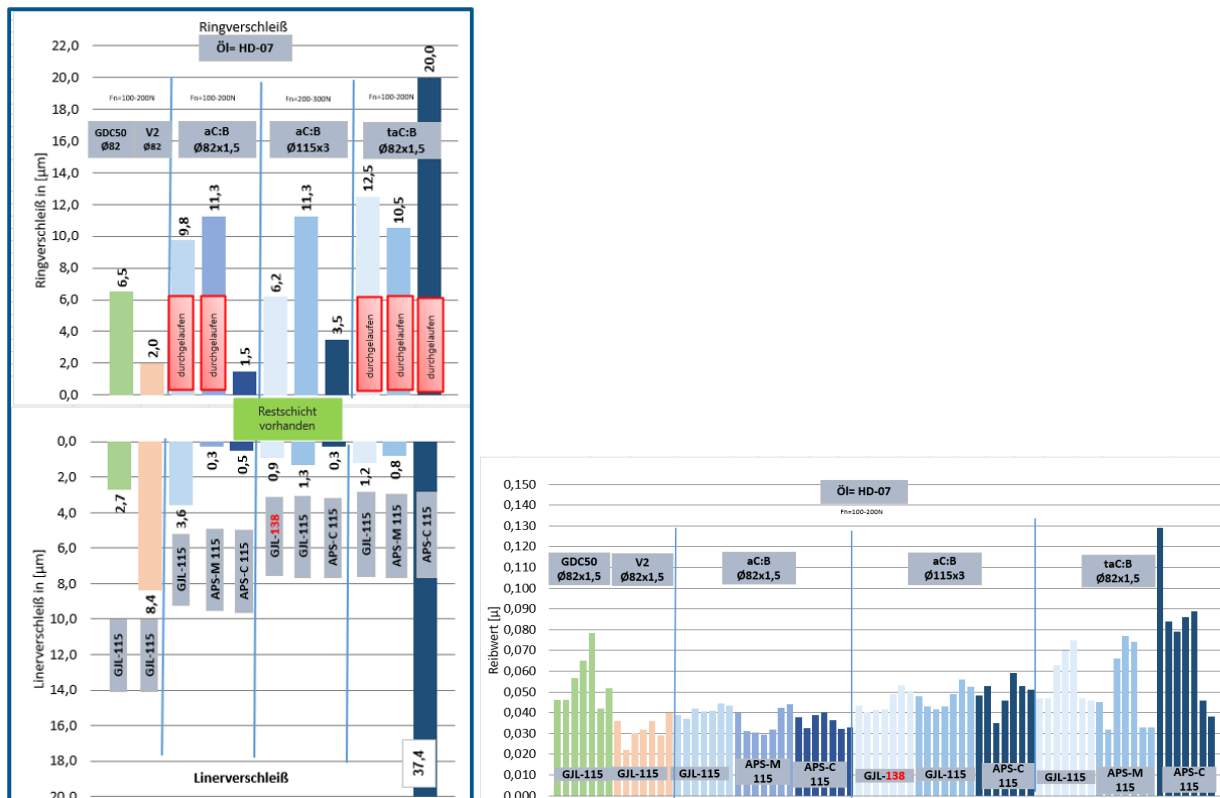 Ringverschleiß
Öl= HD-07
22,0
20,0
18,0
16,0
14,0
12,0
10,0
8,0
6,0
4,0
2,0
0,0
Ringverschleiß in [µm]
Fn=100-200N
Fn=100-200N
Fn=200-300N
Fn=100-200N
GDC50
Ø82
V2
Ø82
aC:B
Ø82x1,5
aC:B
Ø115x3
taC:B
Ø82x1,5
6,5
2,0
9,8
11,3
1,5
6,2
11,3
3,5
12,5
10,5
20,0
durchgelaufen
durchgelaufen
durchgelaufen
durchgelaufen
durchgelaufen
Restschicht
vorhanden
0,0
2,0
4,0
6,0
8,0
10,0
12,0
14,0
16,0
18,0
20,0
Linerverschleiß in [µm]
2,7
8,4
3,6
0,3
0,5
0,9
1,3
0,3
1,2
0,8
37,4
GJL-115
GJL-115
GJL-115
APS-M 115
APS-C 115
GJL-138
GJL-115
APS-C 115
GJL-115
APS-M 115
APS-C 115
Linerverschleiß
Öl= HD-07
Fn=100-200N
0,150
0,140
0,130
0,120
0,110
0,100
0,090
0,080
0,070
0,060
0,050
0,040
0,030
0,020
0,010
0,000
Reibwert [µ]
GDC50
Ø82x1,5
V2
Ø82x1,5
aC:B
Ø82x1,5
aC:B
Ø115x3
taC:B
Ø82x1,5
GJL-115
GJL-115
GJL-115
APS-M
115
APS-C
115
GJL-138
GJL-115
APS-C
115
GJL-115
APS-M
115
APS-C
115